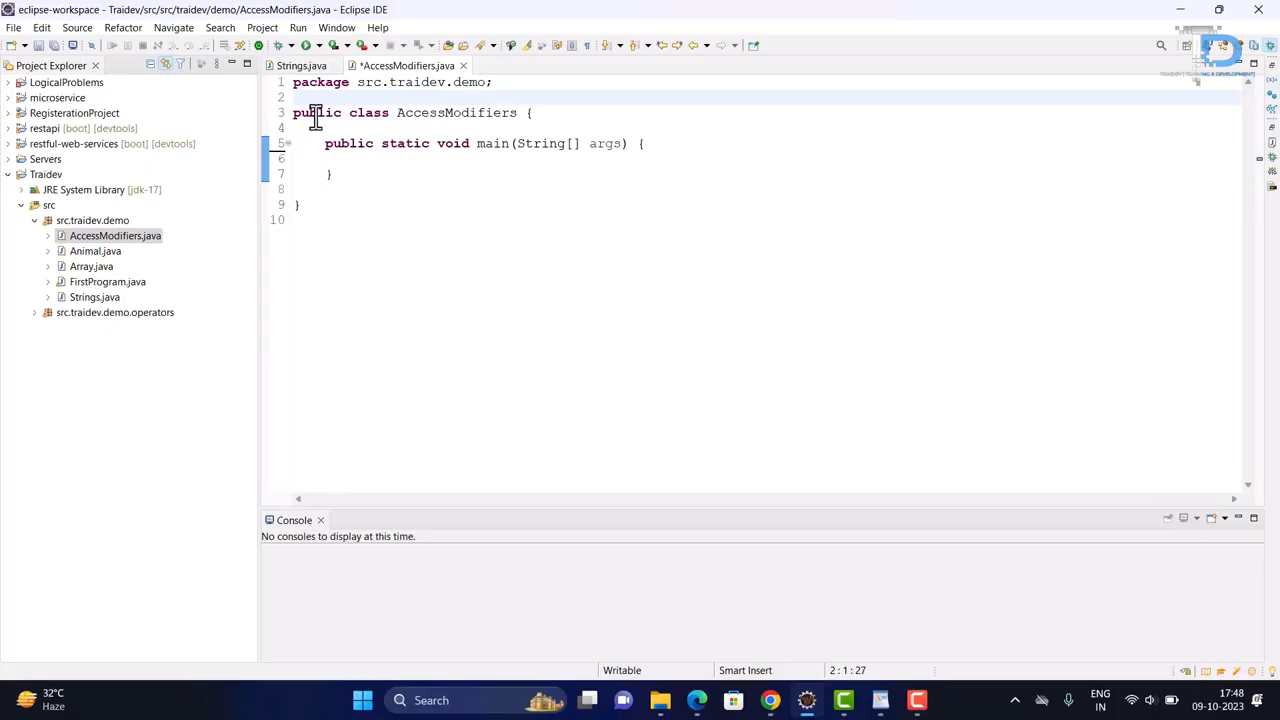 eclipse-workspace - Traidev/src/src/traidev/demo/AccessModifiers.java - Eclipse IDE
File Edit Source Refactor Navigate Search Project Run Window Help
Project Explorer
Strings.java
*AccessModifiers.java
LogicalProblems
microservice
RegisterationProject
restapi [boot] [devtools]
restful-web-services [boot] [devtools]
Servers
Traidev
JRE System Library [jdk-17]
src
src.traidev.demo
AccessModifiers.java
Animal.java
Array.java
FirstProgram.java
Strings.java
src.traidev.demo.operators
1 package src.traidev.demo;
2
3 public class AccessModifiers {
4
5 public static void main(String[] args) {
6
7 }
8
9 }
10
TRAIDEV (TRAINING & DEVELOPMENT)
Console
No consoles to display at this time.
Writable Smart Insert 2 : 1 : 27
32°C
Haze
Search
ENG
IN
17:48
09-10-2023